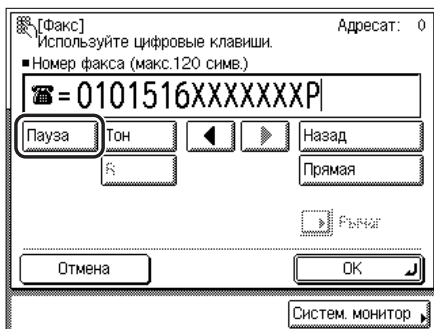 [Факс] Адресат: 0
Используйте цифровые клавиши.
■Номер факса (макс.120 симв.)
☎=0101516XXXXXXXP
Пауза Тон ◀ ▶ Назад
R Прямая
Рычаг
Отмена OK
Систем. монитор